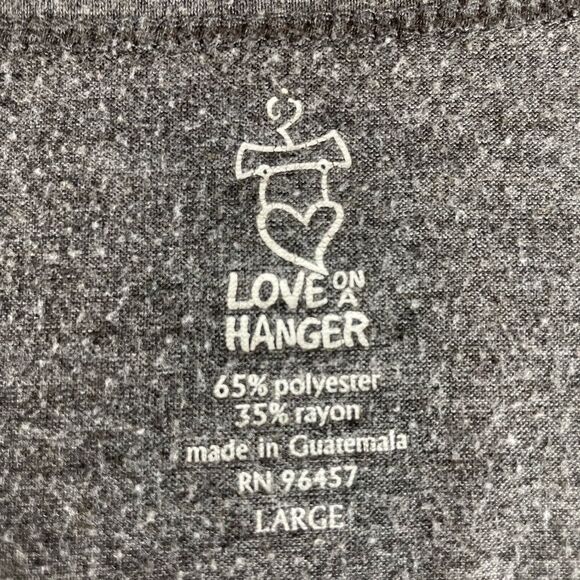 LOVE ON A
HANGER
65% polyester
35% rayon
made in Guatemala
RN 96457
LARGE